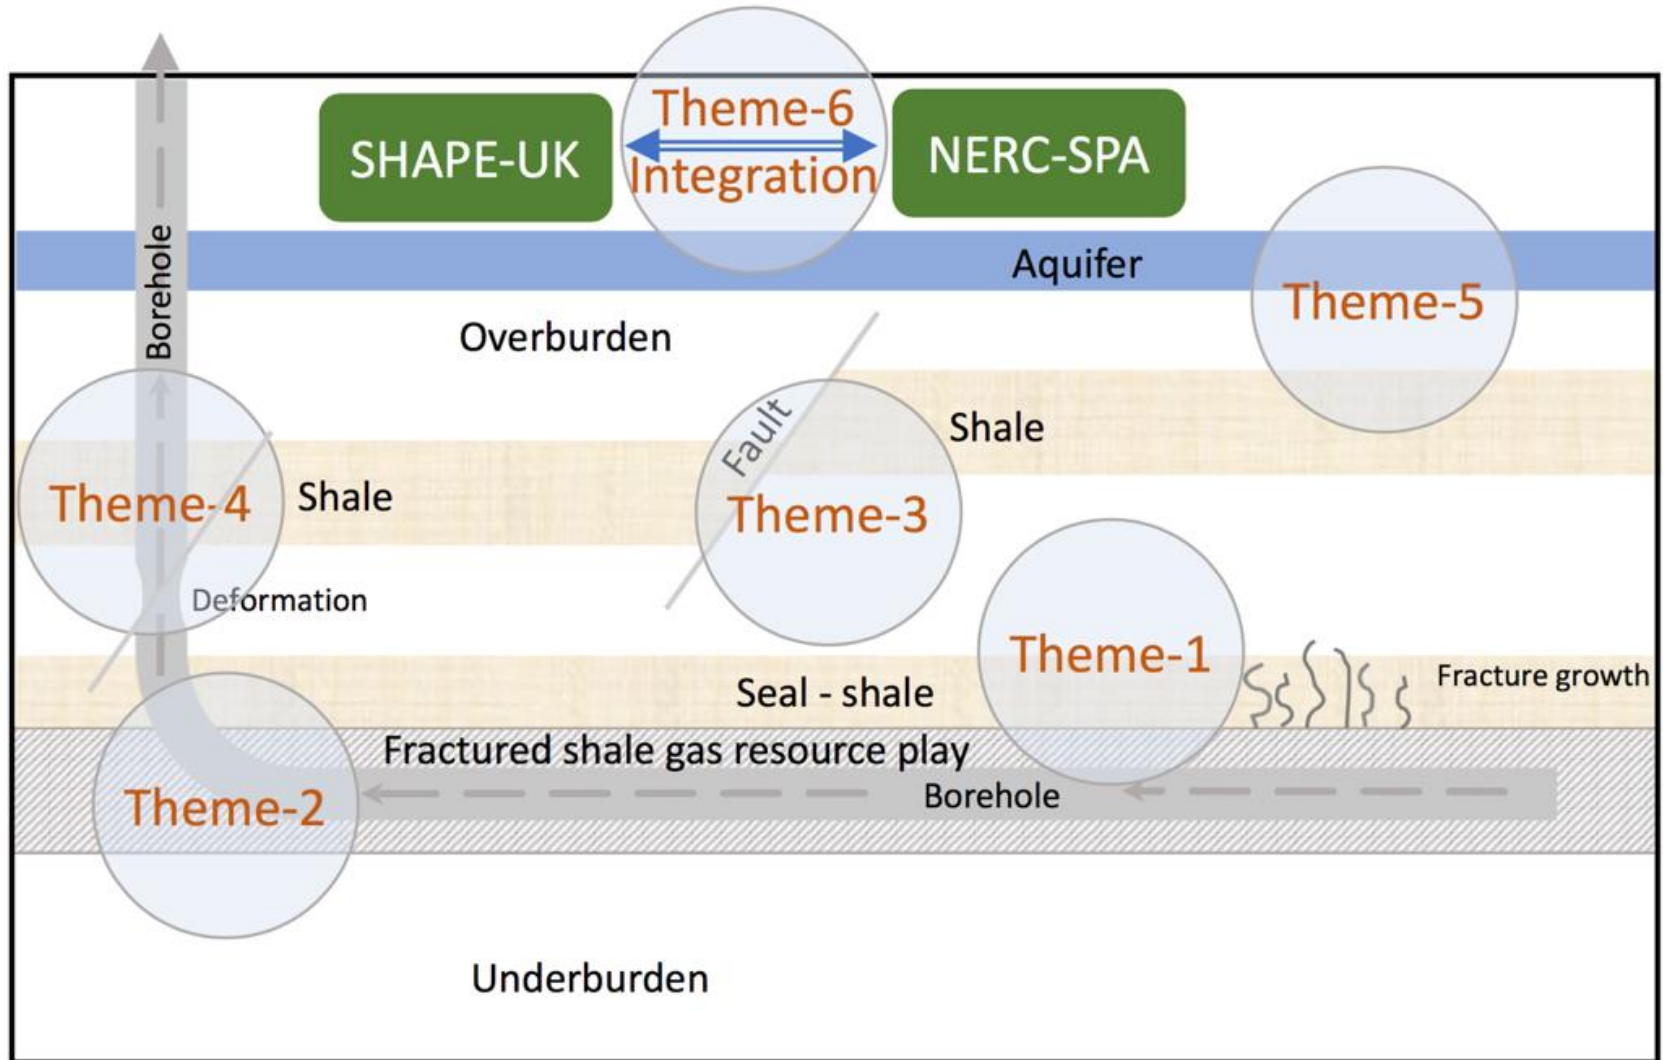 Theme-6
Integration
SHAPE-UK
NERC-SPA
Borehole
Aquifer
Theme-5
Overburden
Fault
Shale
Theme-4
Shale
Theme-3
Deformation
Theme-1
Fracture growth
Seal - shale
Fractured shale gas resource play
Borehole
Theme-2
Underburden